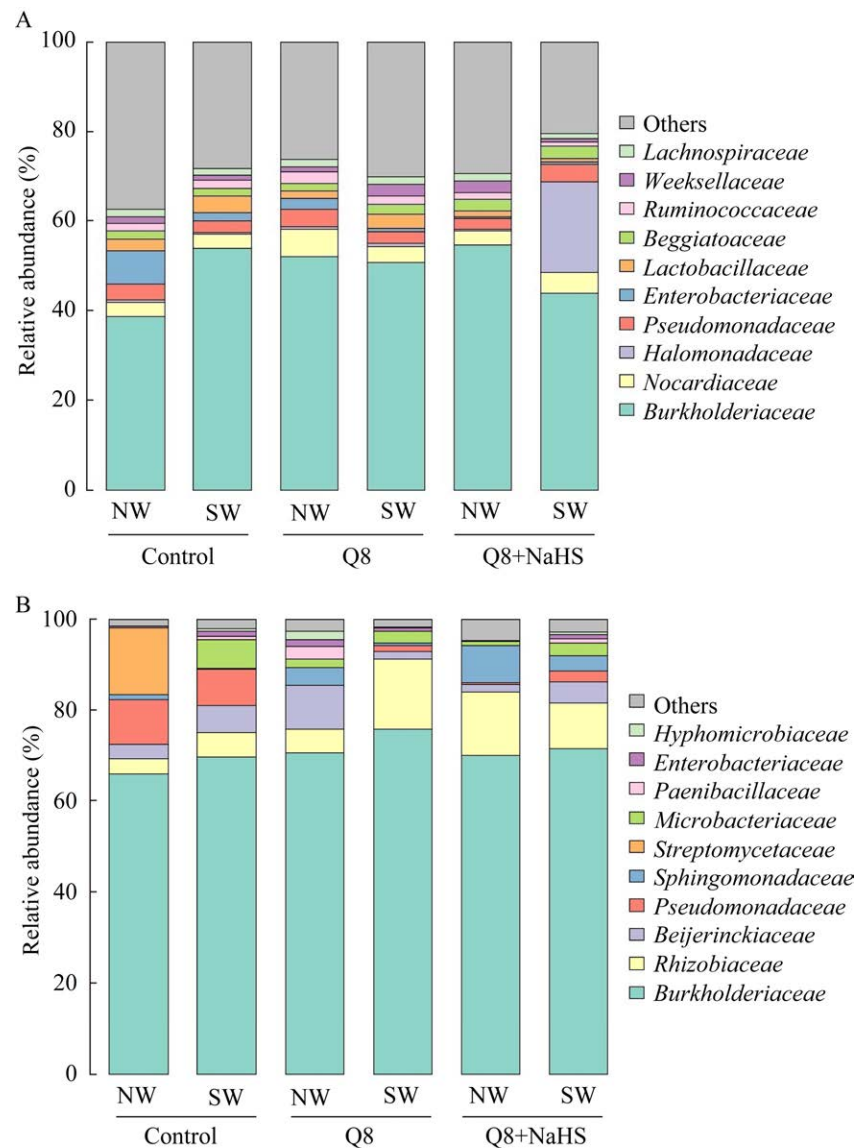 A
100
80
60
40
20
0
Relative abundance (%)
Others
Lachnospiraceae
Weeksellaceae
Ruminococcaceae
Beggiatoaceae
Lactobacillaceae
Enterobacteriaceae
Pseudomonadaceae
Halomonadaceae
Nocardiaceae
Burkholderiaceae
NW SW NW SW NW SW
Control Q8 Q8+NaHS
B
100
80
60
40
20
0
Relative abundance (%)
Others
Hyphomicrobiaceae
Enterobacteriaceae
Paenibacillaceae
Microbacteriaceae
Streptomycetaceae
Sphingomonadaceae
Pseudomonadaceae
Beijerinckiaceae
Rhizobiaceae
Burkholderiaceae
NW SW NW SW NW SW
Control Q8 Q8+NaHS